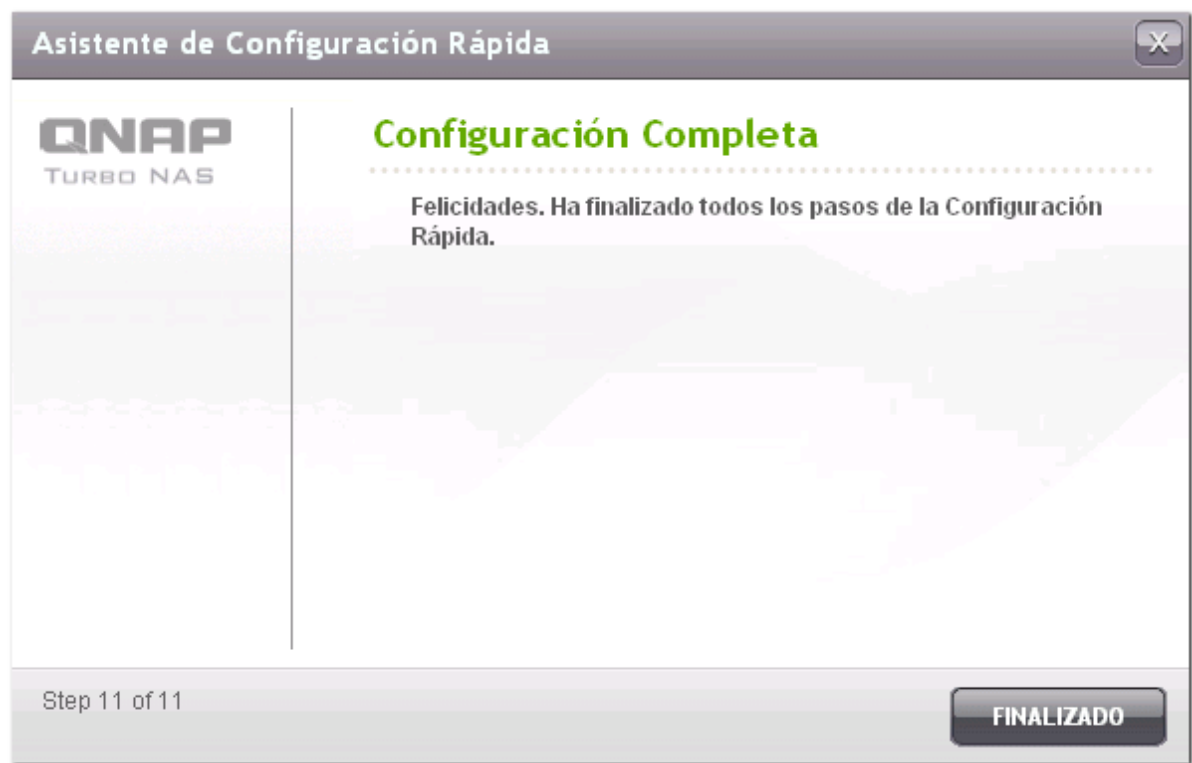 Asistente de Configuración Rápida
X
QNAP
TURBO NAS
Configuración Completa
Felicidades. Ha finalizado todos los pasos de la Configuración
Rápida.
Step 11 of 11
FINALIZADO